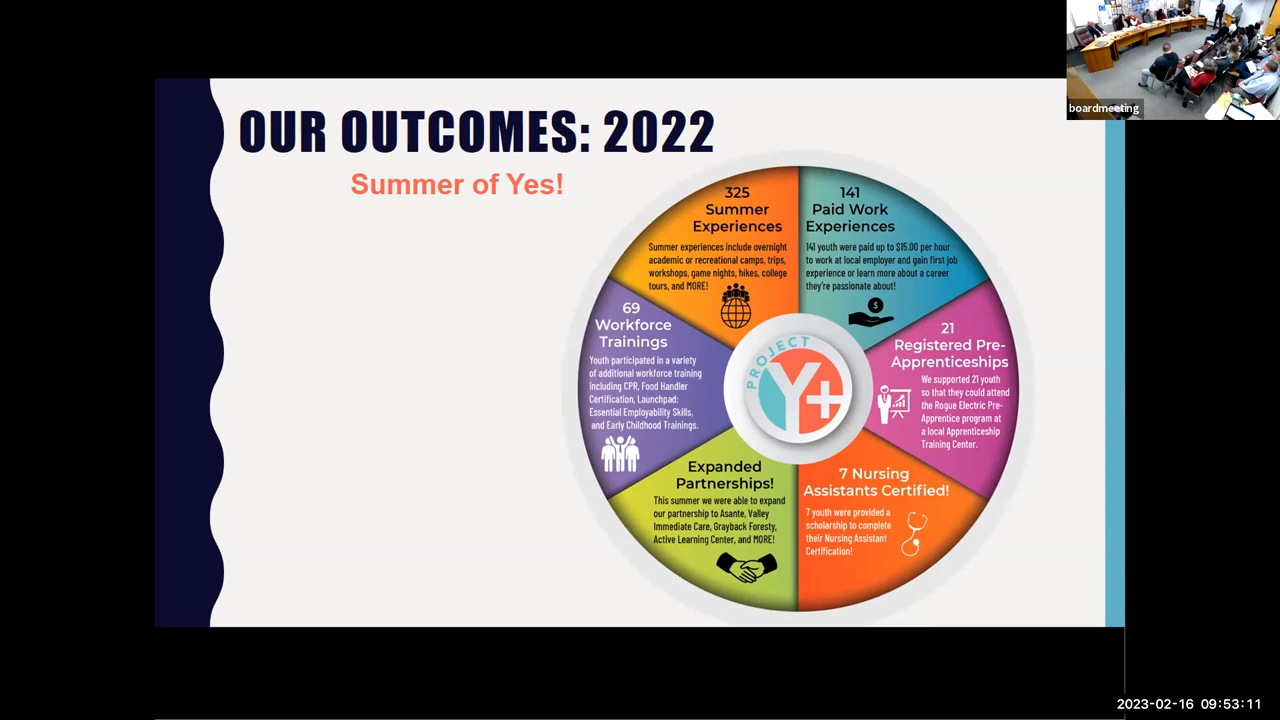 OUR OUTCOMES: 2022
Summer of Yes!
325
Summer
Experiences
Summer experiences include overnight
academic or recreational camps, trips,
workshops, game nights, hikes, college
tours, and MORE!
141
Paid Work
Experiences
141 youth were paid up to $15.00 per hour
to work at local employer and gain first job
experience or learn more about a career
they're passionate about!
$
69
Workforce
Trainings
Youth participated in a variety
of additional workforce training
including CPR, Food Handler
Certification, Launchpad:
Essential Employability Skills,
and Early Childhood Trainings.
PROJECT
Y+
21
Registered Pre-
Apprenticeships
We supported 21 youth
so that they could attend
the Rogue Electric Pre-
Apprentice program at
a local Apprenticeship
Training Center.
Expanded
Partnerships!
This summer we were able to expand
our partnership to Asante, Valley
Immediate Care, Grayback Foresty,
Active Learning Center, and MORE!
7 Nursing
Assistants Certified!
7 youth were provided a
scholarship to complete
their Nursing Assistant
Certification!
boardmeeting
2023-02-16 09:53:11